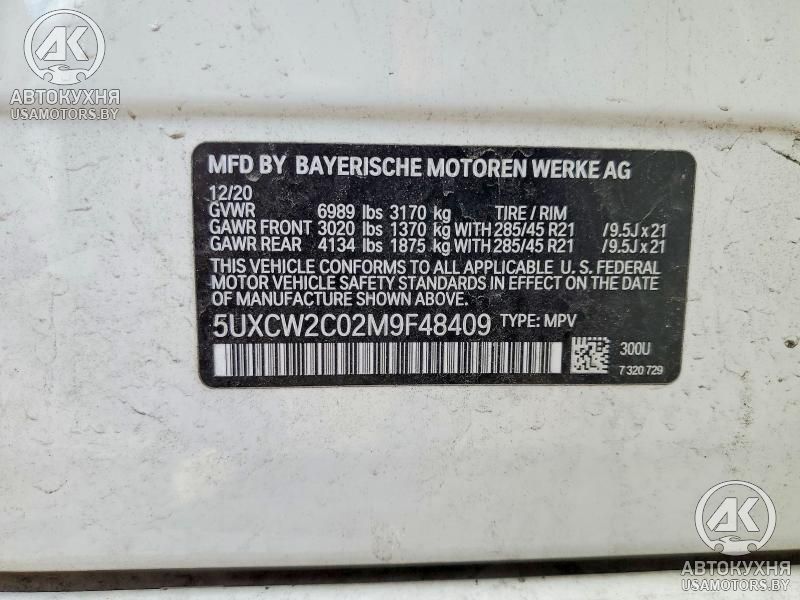 АК
АВТОКУХНЯ
USAMOTORS.BY
MFD BY BAYERISCHE MOTOREN WERKE AG
12/20
GVWR 6989 lbs 3170 kg TIRE / RIM
GAWR FRONT 3020 lbs 1370 kg WITH 285/45 R21 /9.5J x 21
GAWR REAR 4134 lbs 1875 kg WITH 285/45 R21 /9.5J x 21
THIS VEHICLE CONFORMS TO ALL APPLICABLE U. S. FEDERAL
MOTOR VEHICLE SAFETY STANDARDS IN EFFECT ON THE
DATE OF MANUFACTURE SHOWN ABOVE.
5UXCW2C02M9F48409 TYPE: MPV
300U
7 320 729
АК
АВТОКУХНЯ
USAMOTORS.BY